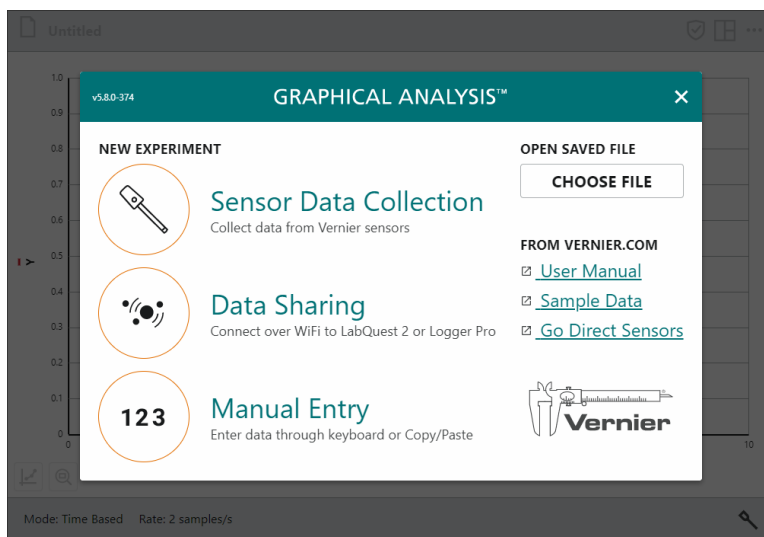 Untitled
v5.8.0-374
GRAPHICAL ANALYSIS™
NEW EXPERIMENT
Sensor Data Collection
Collect data from Vernier sensors
Data Sharing
Connect over WiFi to LabQuest 2 or Logger Pro
123
Manual Entry
Enter data through keyboard or Copy/Paste
OPEN SAVED FILE
CHOOSE FILE
FROM VERNIER.COM
User Manual
Sample Data
Go Direct Sensors
Vernier
1.0
0.9
0.8
0.7
0.6
0.5
0.4
0.3
0.2
0.1
0
Y
0
10
Mode: Time Based Rate: 2 samples/s